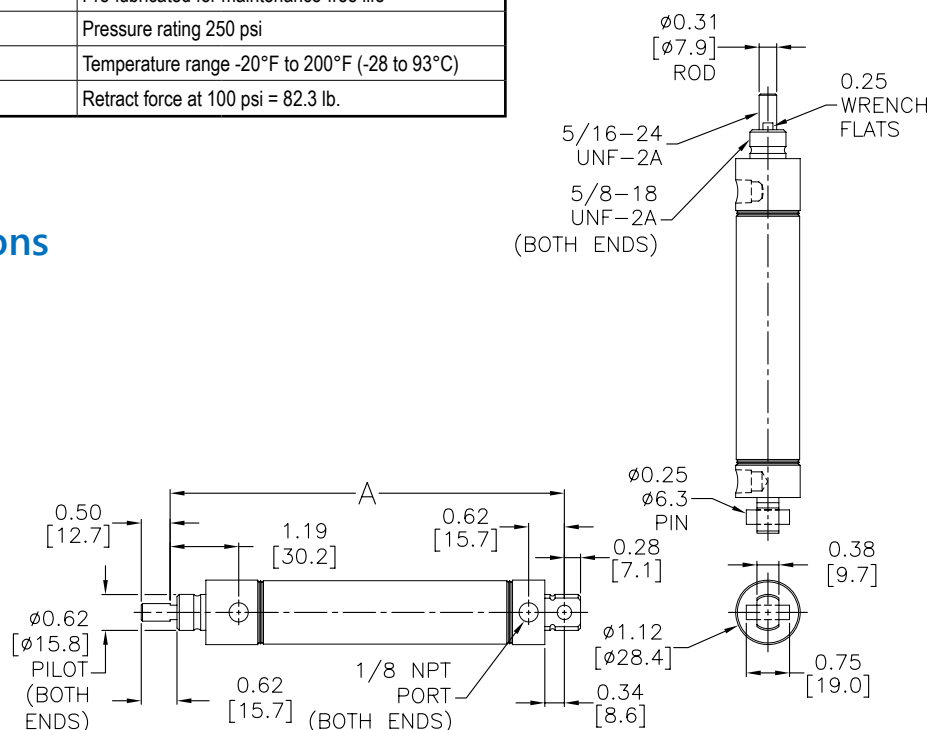 Pre-lubricated for maintenance-free life
Pressure rating 250 psi
Temperature range -20°F to 200°F (-28 to 93°C)
Retract force at 100 psi = 82.3 lb.
ons
ø0.31
[ø7.9]
ROD
0.25
WRENCH
FLATS
5/16-24
UNF-2A
5/8-18
UNF-2A
(BOTH ENDS)
ø0.25
ø6.3
PIN
A
0.50
[12.7]
1.19
[30.2]
0.62
[15.7]
0.28
[7.1]
0.38
[9.7]
ø0.62
[ø15.8]
PILOT
(BOTH
ENDS)
0.62
[15.7]
1/8 NPT
PORT
(BOTH ENDS)
0.34
[8.6]
ø1.12
[ø28.4]
0.75
[19.0]